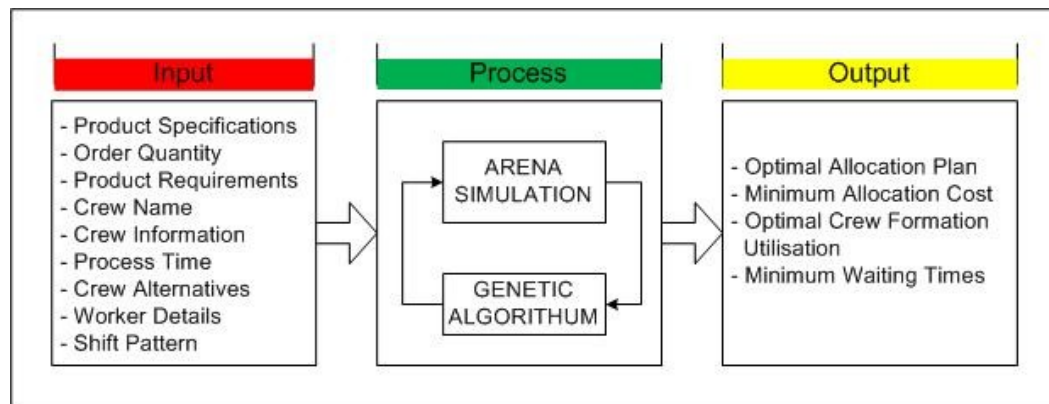 Input
- Product Specifications
- Order Quantity
- Product Requirements
- Crew Name
- Crew Information
- Process Time
- Crew Alternatives
- Worker Details
- Shift Pattern
Process
ARENA
SIMULATION
GENETIC
ALGORITHUM
Output
- Optimal Allocation Plan
- Minimum Allocation Cost
- Optimal Crew Formation
Utilisation
- Minimum Waiting Times